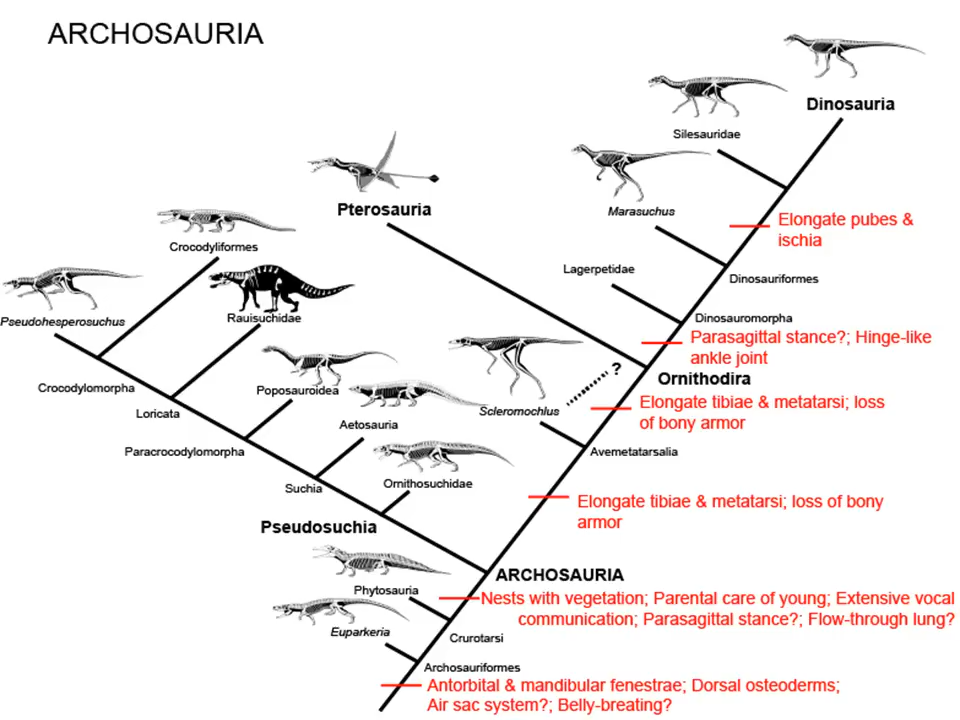 ARCHOSAURIA
Dinosauria
Silesauridae
Marasuchus
Pterosauria
Elongate pubes &
ischia
Crocodyliformes
Lagerpetidae
Dinosauriformes
Pseudohesperosuchus
Rauisuchidae
Dinosauromorpha
Parasagittal stance?; Hinge-like
ankle joint
?
Ornithodira
Crocodylomorpha
Poposauroidea
Elongate tibiae & metatarsi; loss
of bony armor
Loricata
Scleromochlus
Aetosauria
Paracrocodylomorpha
Avemetatarsalia
Suchia
Ornithosuchidae
Elongate tibiae & metatarsi; loss of bony
armor
Pseudosuchia
ARCHOSAURIA
Phytosauria
Nests with vegetation; Parental care of young; Extensive vocal
communication; Parasagittal stance?; Flow-through lung?
Euparkeria
Crurotarsi
Archosauriformes
Antorbital & mandibular fenestrae; Dorsal osteoderms;
Air sac system?; Belly-breathing?